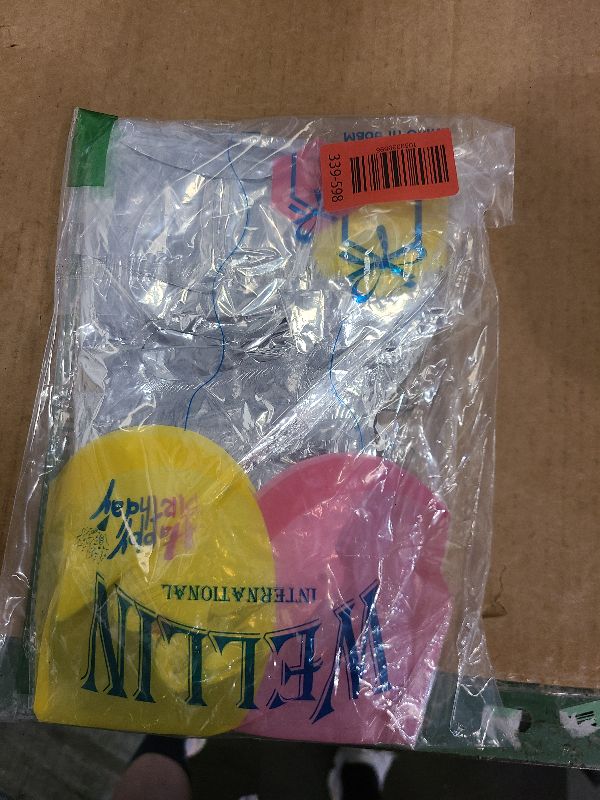 WELLIN
INTERNATIONAL
Happy
Birthday
339-598